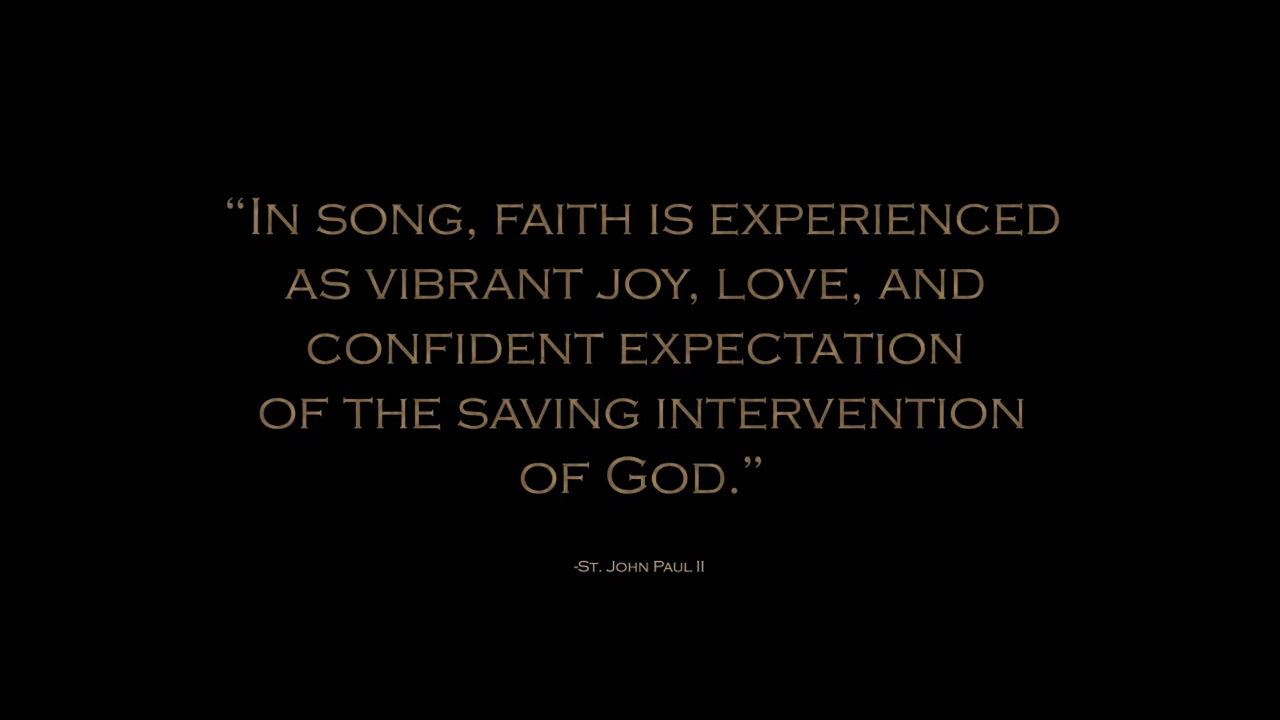 “In song, faith is experienced
as vibrant joy, love, and
confident expectation
of the saving intervention
of God.”
-St. John Paul II